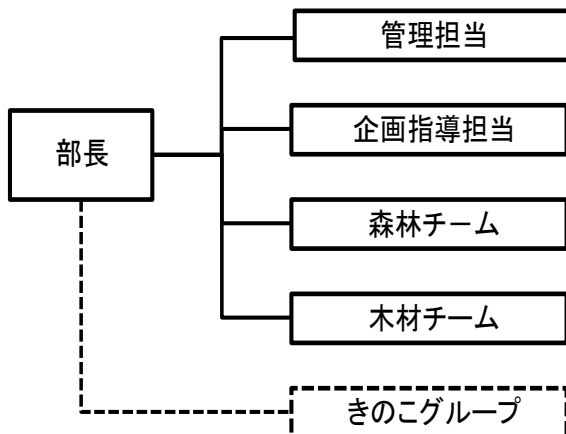 管理担当
企画指導担当
部長
森林チーム
木材チーム
きのこグループ